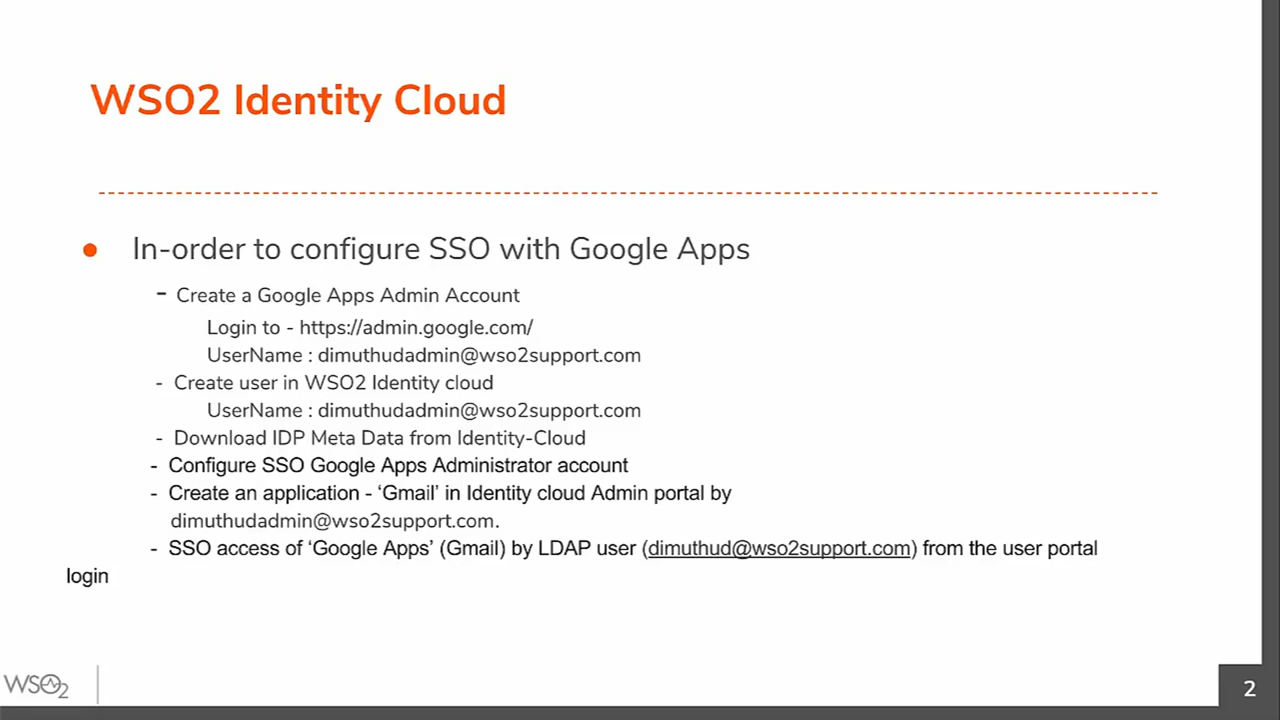 WSO2 Identity Cloud
● In-order to configure SSO with Google Apps
- Create a Google Apps Admin Account
Login to - https://admin.google.com/
UserName : dimuthudadmin@wso2support.com
- Create user in WSO2 Identity cloud
UserName : dimuthudadmin@wso2support.com
- Download IDP Meta Data from Identity-Cloud
- Configure SSO Google Apps Administrator account
- Create an application - ‘Gmail’ in Identity cloud Admin portal by
dimuthudadmin@wso2support.com.
- SSO access of ‘Google Apps’ (Gmail) by LDAP user (dimuthud@wso2support.com) from the user portal
login
WSO2
2